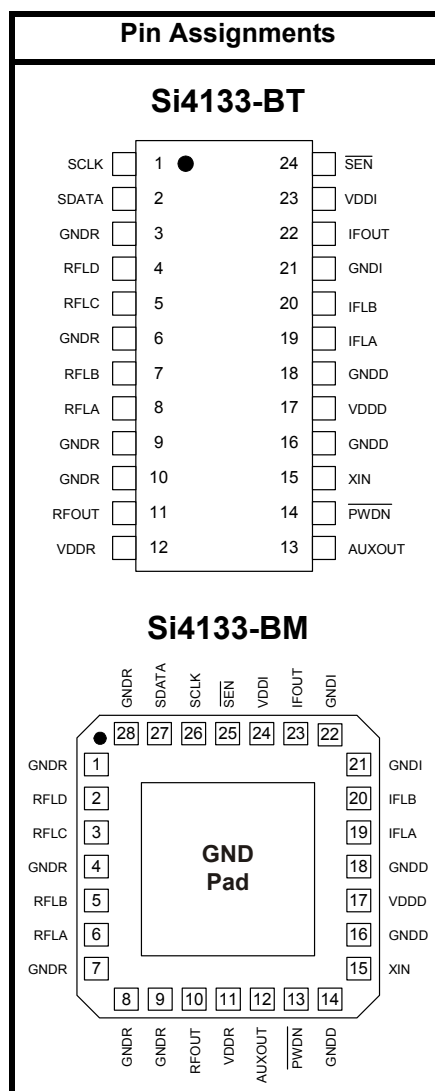 Pin Assignments
Si4133-BT
SCLK 1 24 S̅E̅N̅
SDATA 2 23 VDDI
GNDR 3 22 IFOUT
RFLD 4 21 GNDI
RFLC 5 20 IFLB
GNDR 6 19 IFLA
RFLB 7 18 GNDD
RFLA 8 17 VDDD
GNDR 9 16 GNDD
GNDR 10 15 XIN
RFOUT 11 14 P̅W̅D̅N̅
VDDR 12 13 AUXOUT
Si4133-BM
GNDR SDATA SCLK S̅E̅N̅ VDDI IFOUT GNDI
28 27 26 25 24 23 22
GNDR 1 21 GNDI
RFLD 2 20 IFLB
RFLC 3 19 IFLA
GNDR 4 18 GNDD
RFLB 5 17 VDDD
RFLA 6 16 GNDD
GNDR 7 15 XIN
GND
Pad
8 9 10 11 12 13 14
GNDR GNDR RFOUT VDDR AUXOUT P̅W̅D̅N̅ GNDD